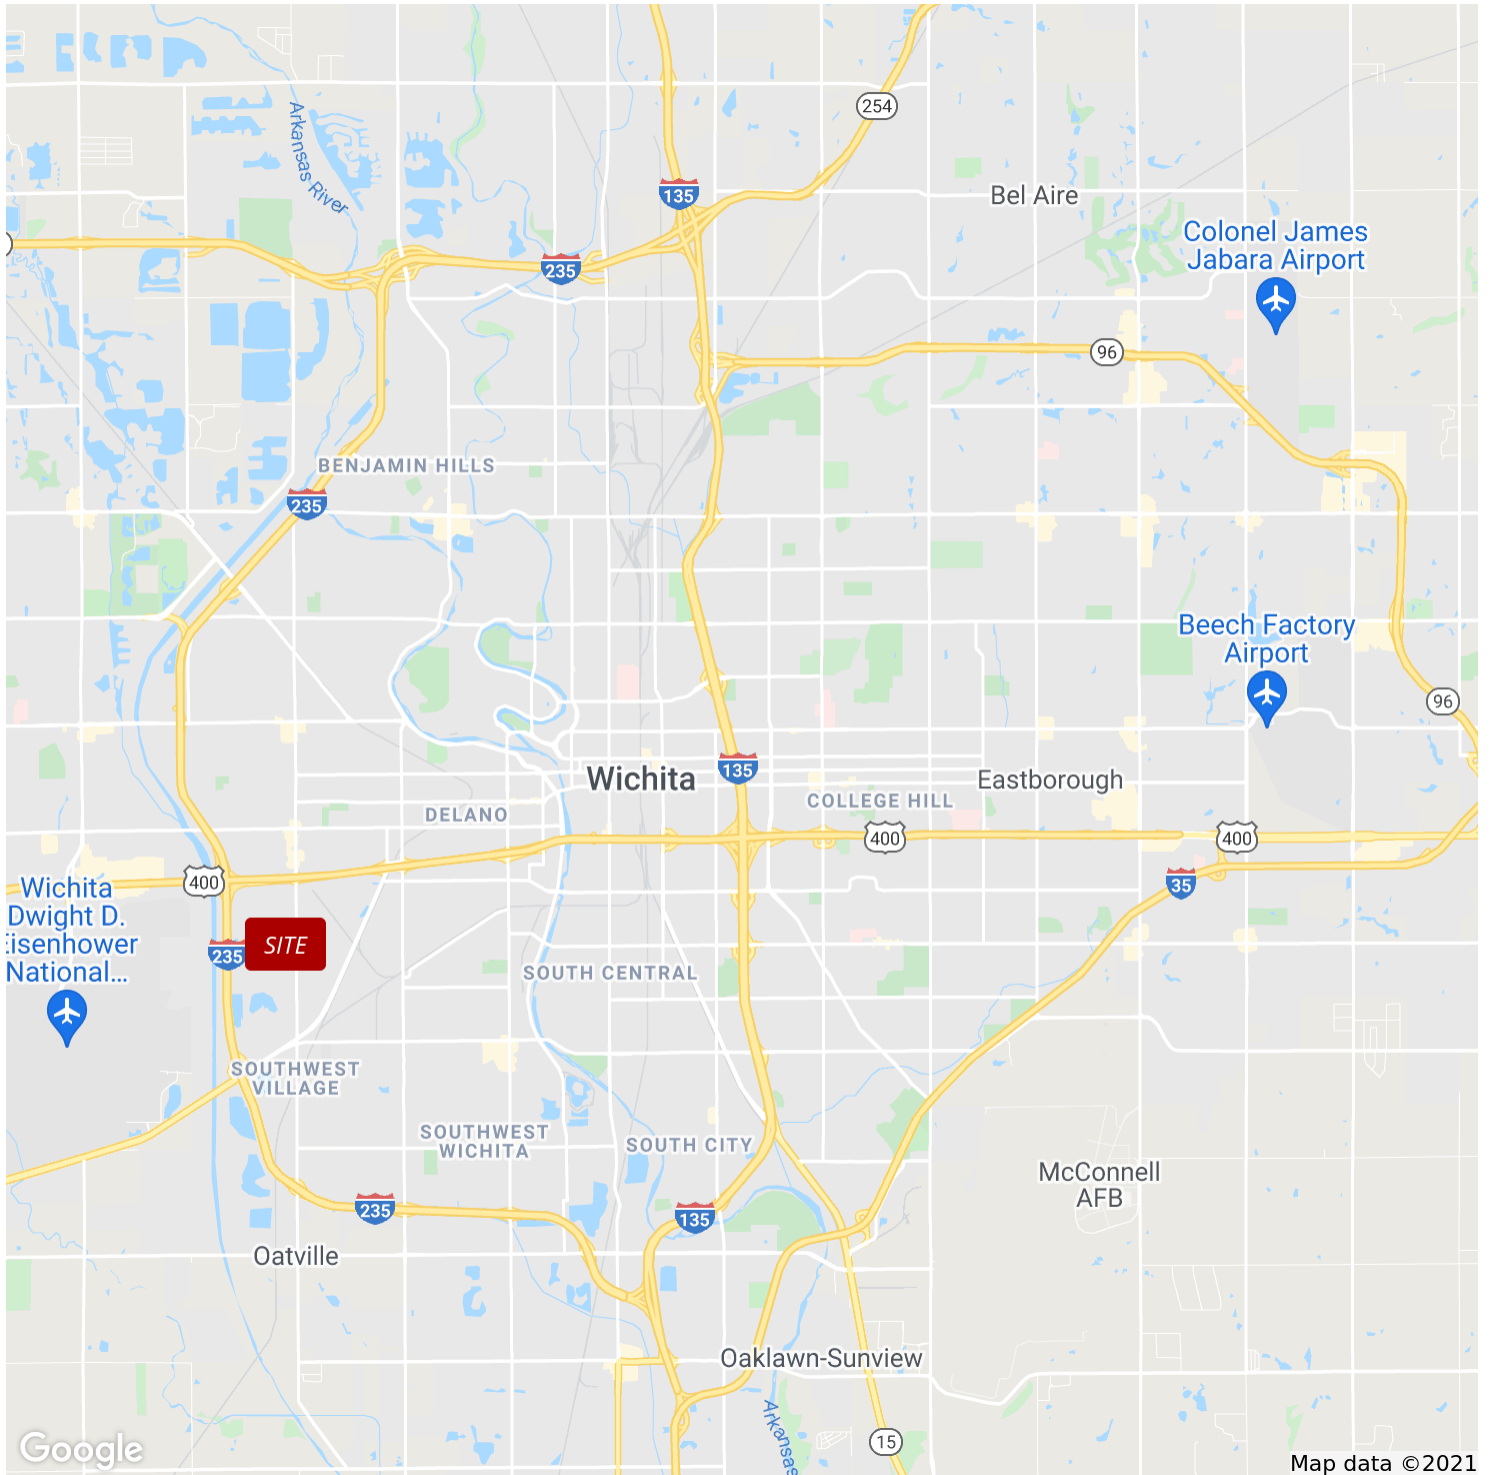 254
Arkansas River
135
Bel Aire
Colonel James
Jabara Airport
235
96
BENJAMIN HILLS
235
Beech Factory
Airport
96
135
Wichita
Eastborough
COLLEGE HILL
DELANO
400
400
400
35
Wichita
Dwight D.
Eisenhower
National...
235
SITE
SOUTH CENTRAL
SOUTHWEST
VILLAGE
SOUTHWEST
WICHITA
SOUTH CITY
McConnell
AFB
235
135
Oatville
Oaklawn-Sunview
Arkansas
15
Google
Map data ©2021